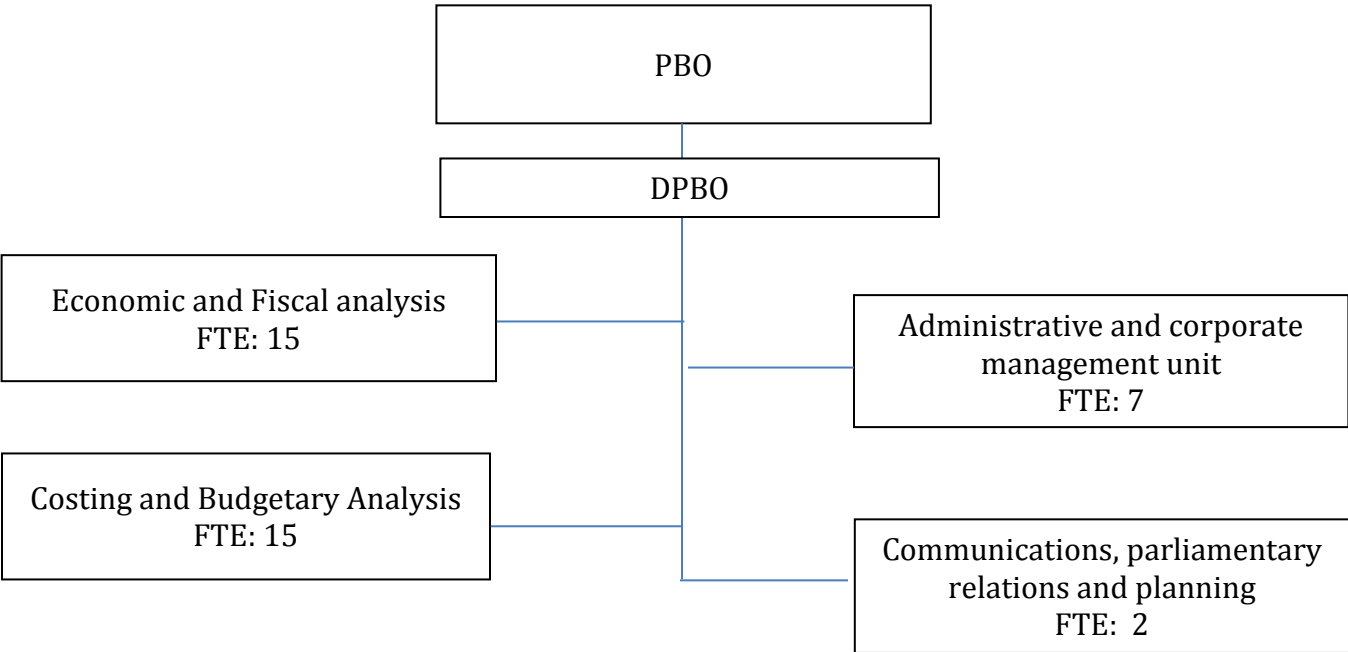 PBO
DPBO
Economic and Fiscal analysis
FTE: 15
Administrative and corporate
management unit
FTE: 7
Costing and Budgetary Analysis
FTE: 15
Communications, parliamentary
relations and planning
FTE:  2